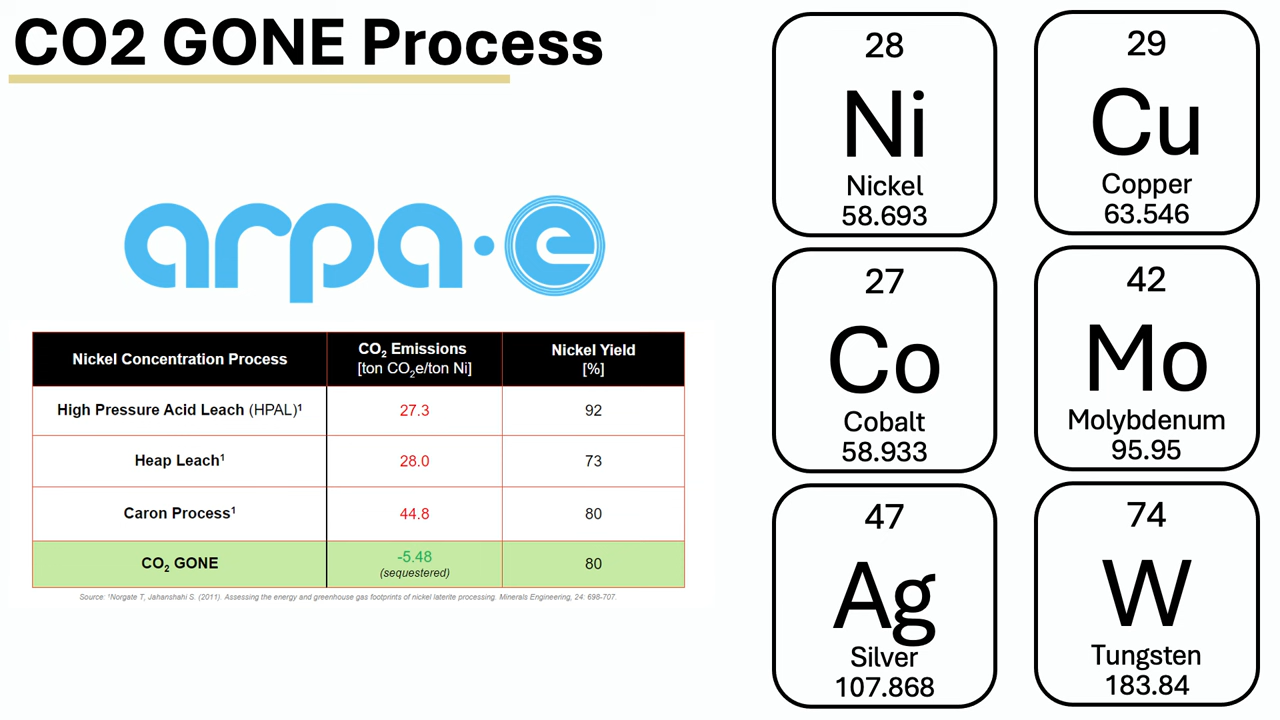 CO2 GONE Process
arpa·e
Nickel Concentration Process
CO₂ Emissions
[ton CO₂e/ton Ni]
Nickel Yield
[%]
High Pressure Acid Leach (HPAL)¹
27.3
92
Heap Leach¹
28.0
73
Caron Process¹
44.8
80
CO₂ GONE
-5.48
(sequestered)
80
Source: ¹Norgate T, Jahanshahi S. (2011). Assessing the energy and greenhouse gas footprints of nickel laterite processing. Minerals Engineering, 24: 698-707.
28
Ni
Nickel
58.693
29
Cu
Copper
63.546
27
Co
Cobalt
58.933
42
Mo
Molybdenum
95.95
47
Ag
Silver
107.868
74
W
Tungsten
183.84